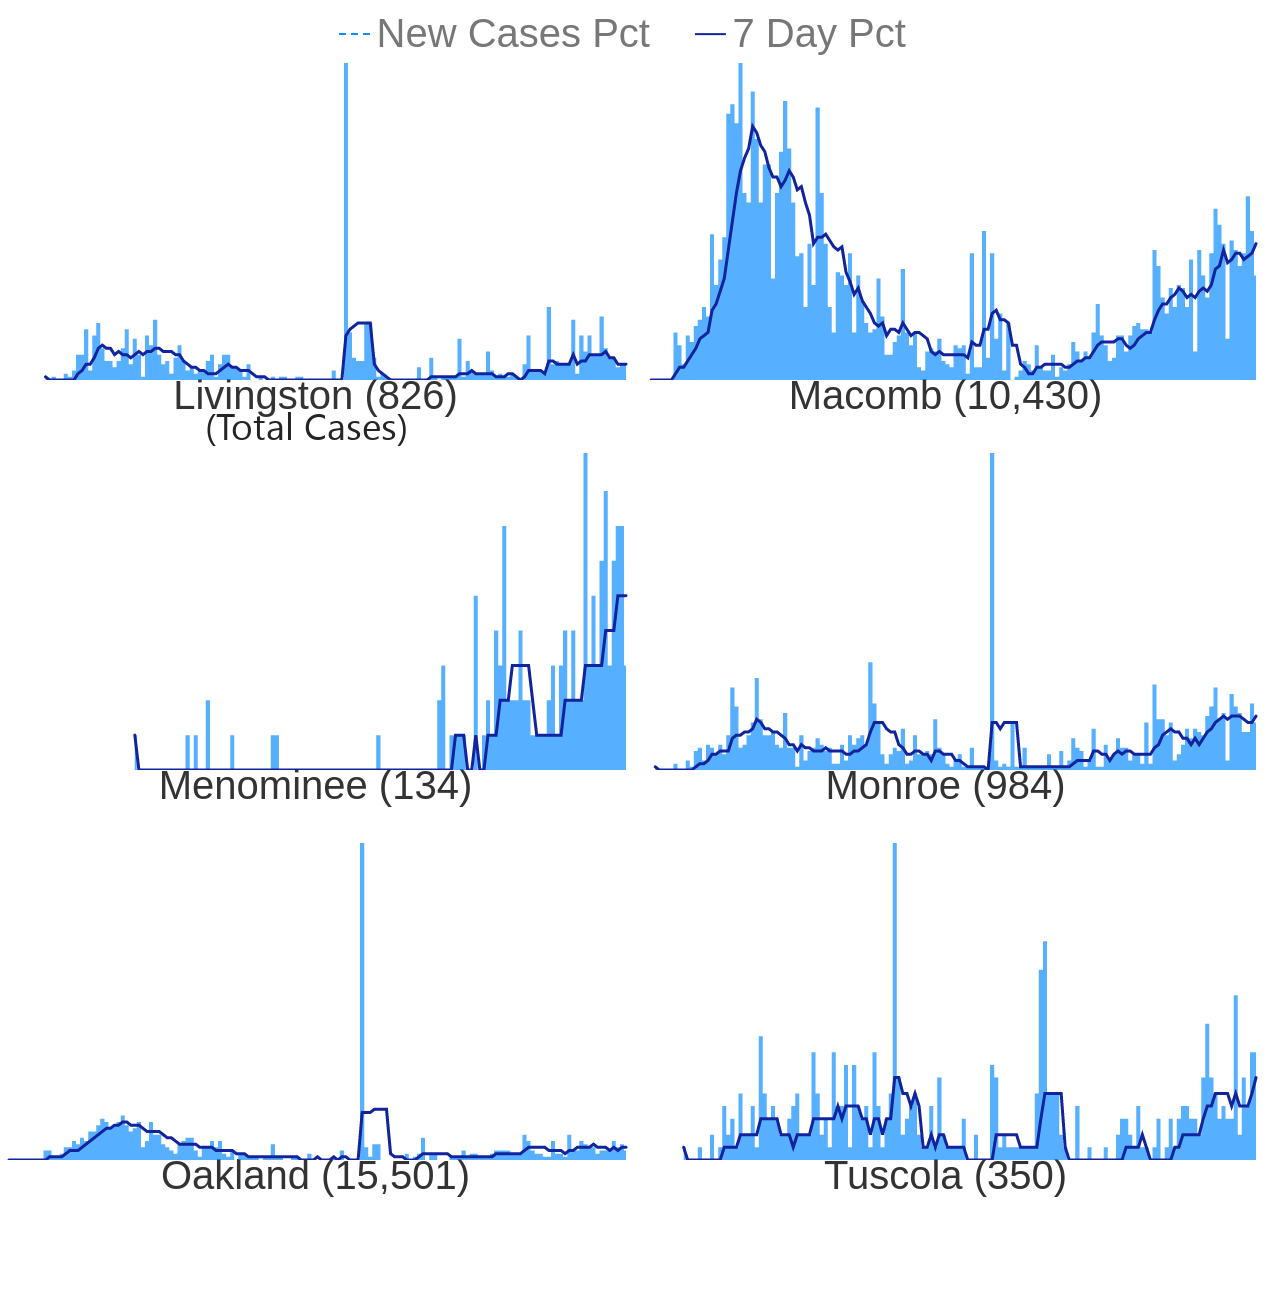 New Cases Pct 7 Day Pct
Livingston (826) Macomb (10,430)
(Total Cases)
Menominee (134) Monroe (984)
Oakland (15,501) Tuscola (350)